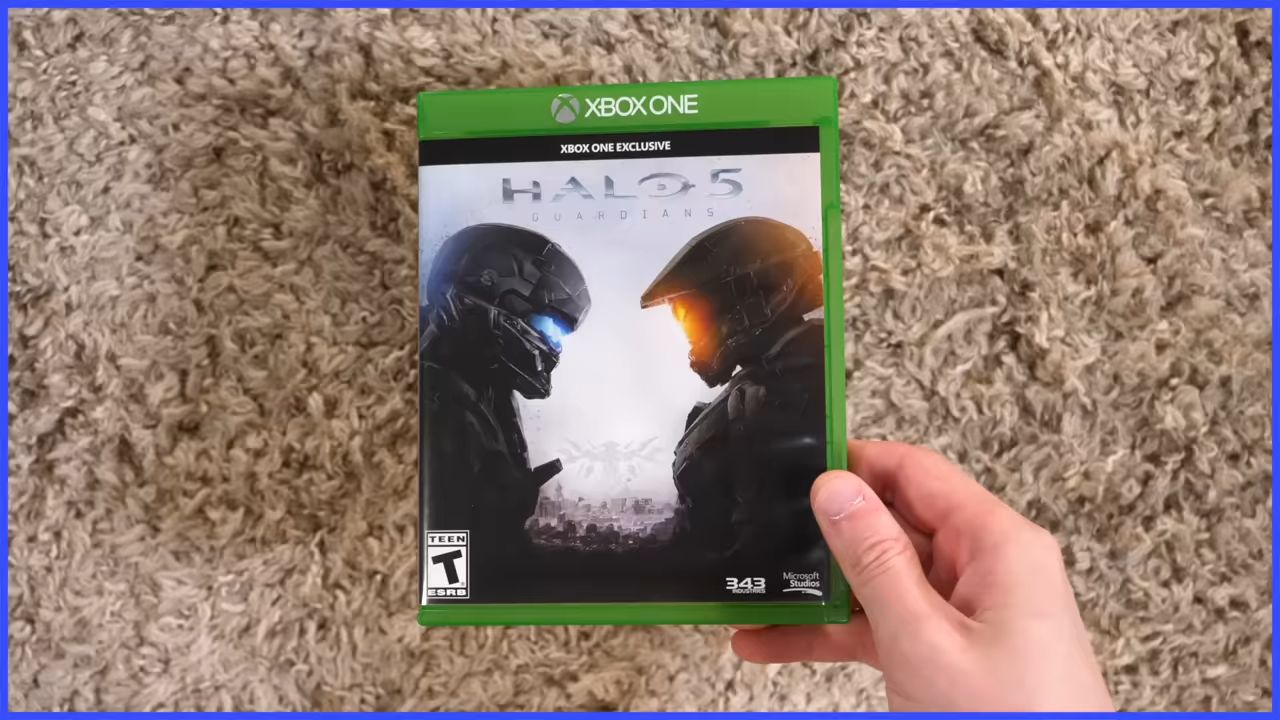 XBOX ONE
XBOX ONE EXCLUSIVE
HALO 5
GUARDIANS
TEEN
T
ESRB
343
INDUSTRIES
Microsoft
Studios